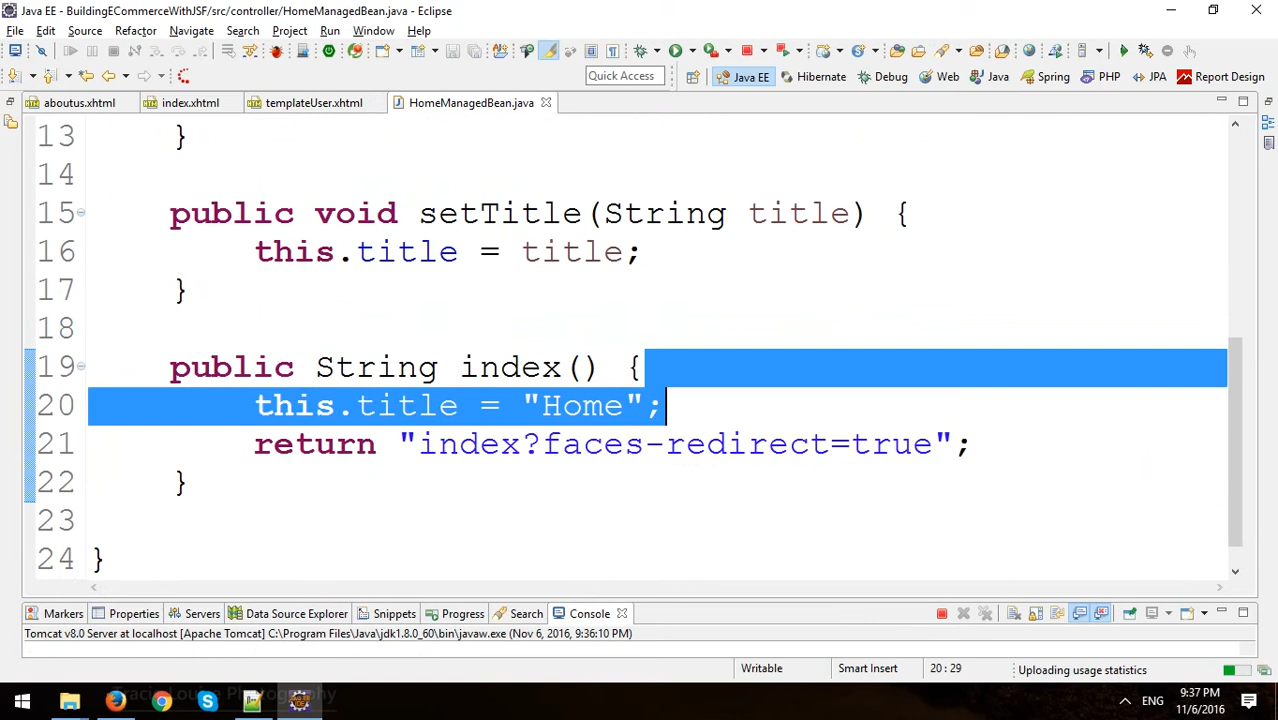 Java EE - BuildingECommerceWithJSF/src/controller/HomeManagedBean.java - Eclipse
File Edit Source Refactor Navigate Search Project Run Window Help
Quick Access Java EE Hibernate Debug Web Java Spring PHP JPA Report Design
aboutus.xhtml index.xhtml templateUser.xhtml HomeManagedBean.java
13 }
14
15 public void setTitle(String title) {
16 this.title = title;
17 }
18
19 public String index() {
20 this.title = "Home";
21 return "index?faces-redirect=true";
22 }
23
24 }
Markers Properties Servers Data Source Explorer Snippets Progress Search Console
Tomcat v8.0 Server at localhost [Apache Tomcat] C:\Program Files\Java\jdk1.8.0_60\bin\javaw.exe (Nov 6, 2016, 9:36:10 PM)
Writable Smart Insert 20 : 29 Uploading usage statistics
ENG 9:37 PM
11/6/2016